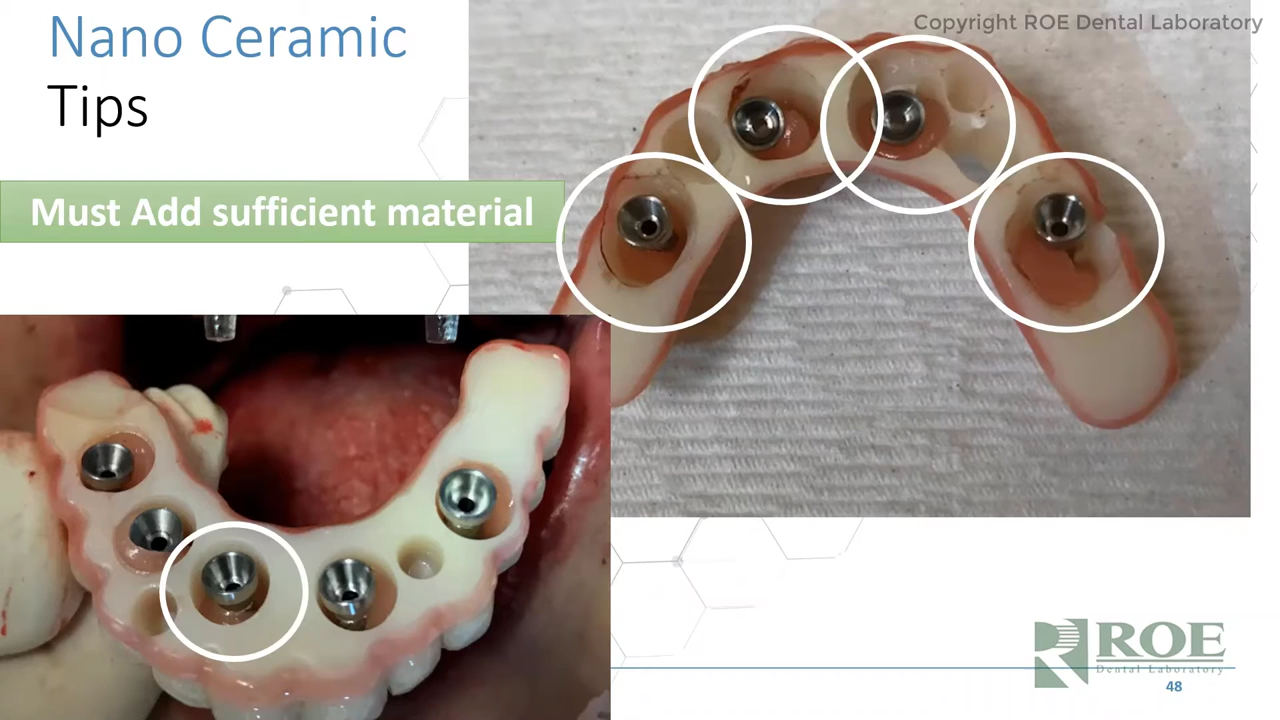 Copyright ROE Dental Laboratory
Nano Ceramic
Tips
Must Add sufficient material
ROE
Dental Laboratory
48